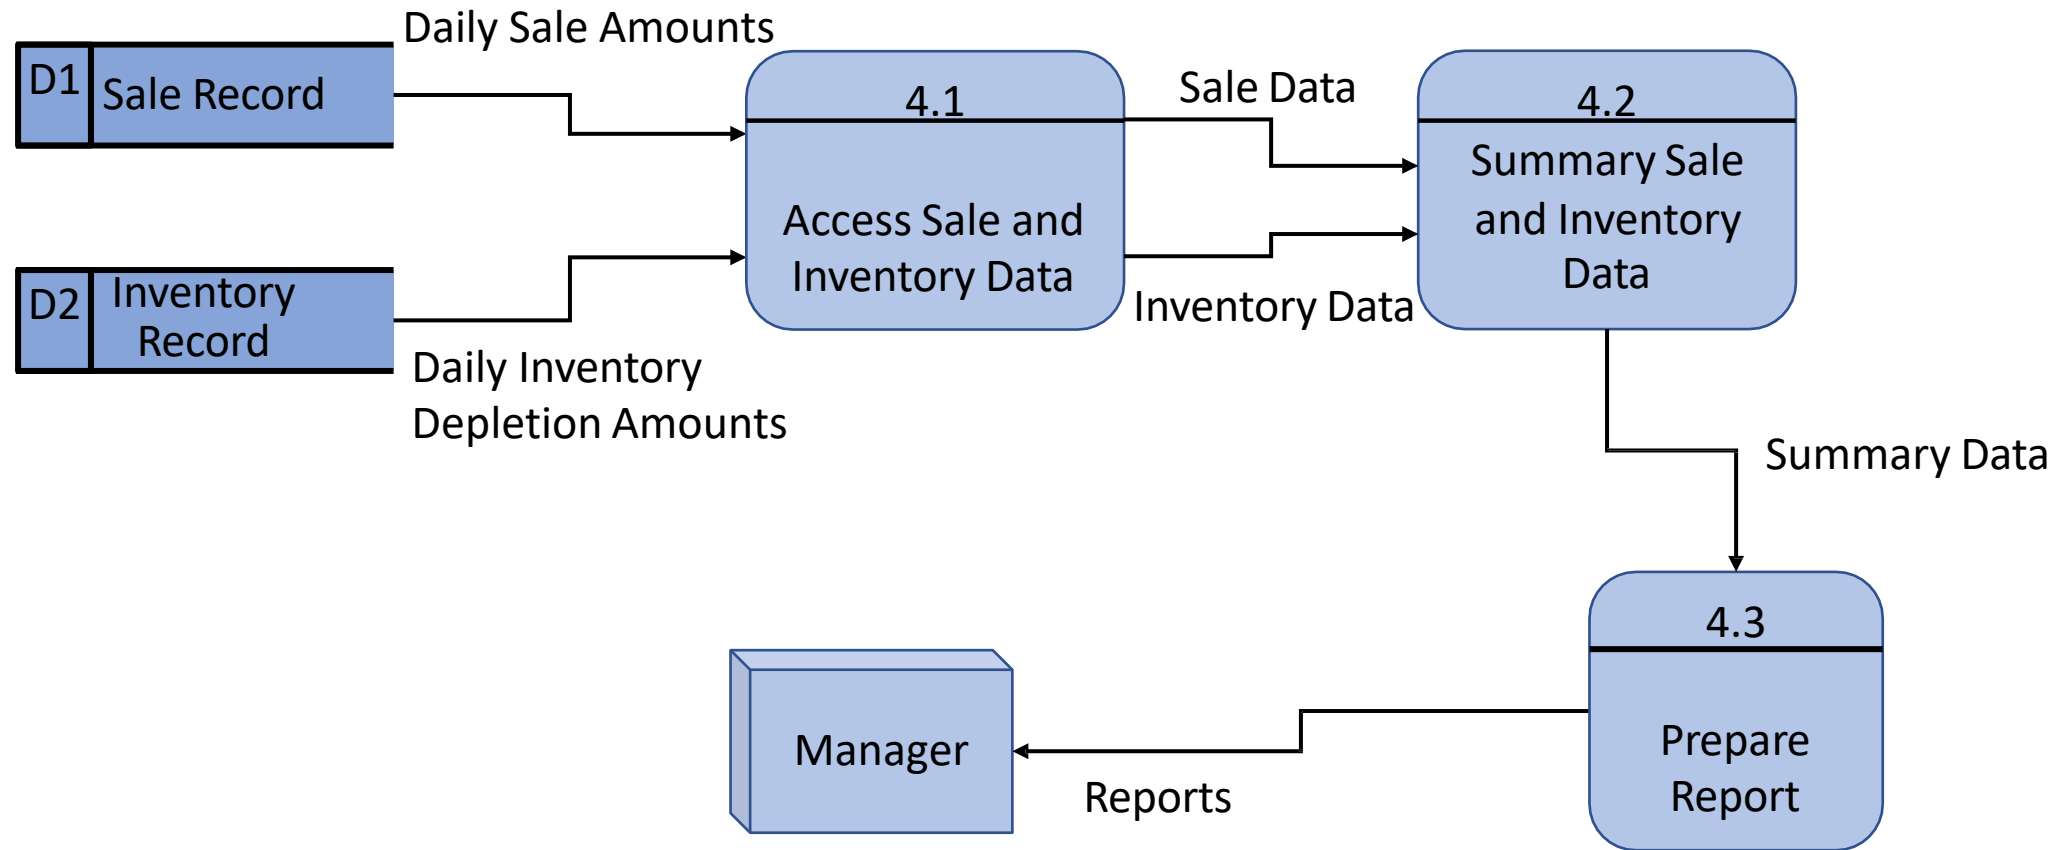 Daily Sale Amounts
D1
Sale Record
4.1
Access Sale and
Inventory Data
Sale Data
4.2
Summary Sale
and Inventory
Data
D2
Inventory
Record
Daily Inventory
Depletion Amounts
Inventory Data
Summary Data
4.3
Prepare
Report
Manager
Reports